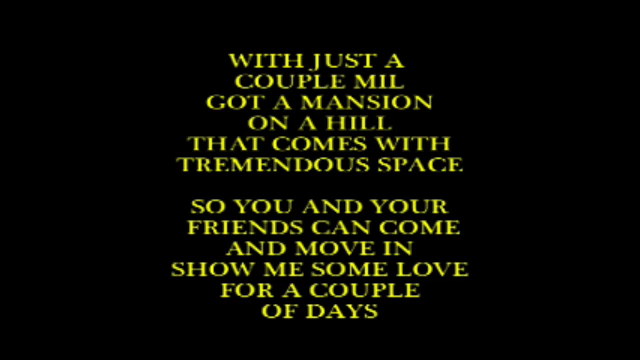 WITH JUST A
COUPLE MIL
GOT A MANSION
ON A HILL
THAT COMES WITH
TREMENDOUS SPACE
SO YOU AND YOUR
FRIENDS CAN COME
AND MOVE IN
SHOW ME SOME LOVE
FOR A COUPLE
OF DAYS